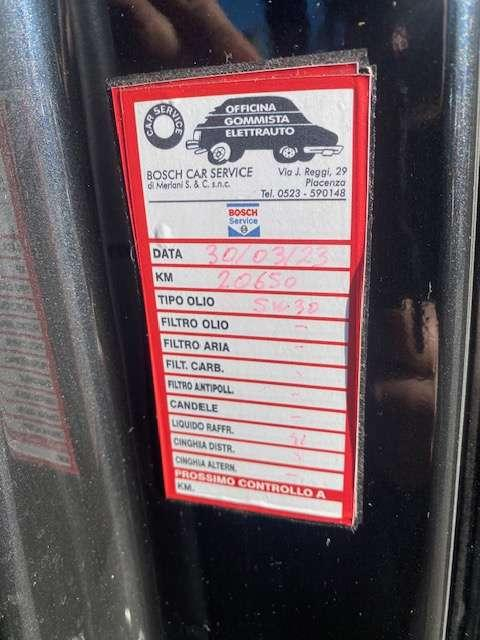 CAR SERVICE
OFFICINA
GOMMISTA
ELETTRAUTO
BOSCH CAR SERVICE
di Merlani S. & C. s.n.c.
Via J. Reggi, 29
Piacenza
Tel. 0523 - 590148
BOSCH
Service
DATA 30/03/23
KM 20650
TIPO OLIO 5W30
FILTRO OLIO -
FILTRO ARIA -
FILT. CARB.
FILTRO ANTIPOLL. -
CANDELE -
LIQUIDO RAFFR.
CINGHIA DISTR.
CINGHIA ALTERN. -
PROSSIMO CONTROLLO A
KM.